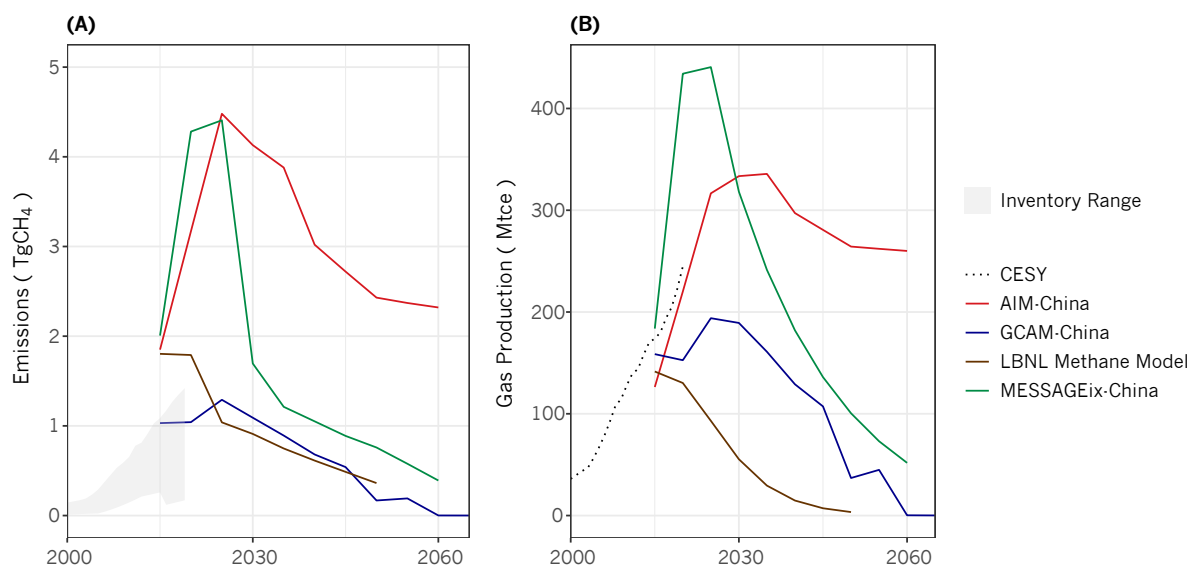 (A)
(B)
Emissions ( TgCH₄ )
5
4
3
2
1
0
2000
2030
2060
Gas Production ( Mtce )
400
300
200
100
0
2000
2030
2060
Inventory Range
CESY
AIM-China
GCAM-China
LBNL Methane Model
MESSAGEix-China